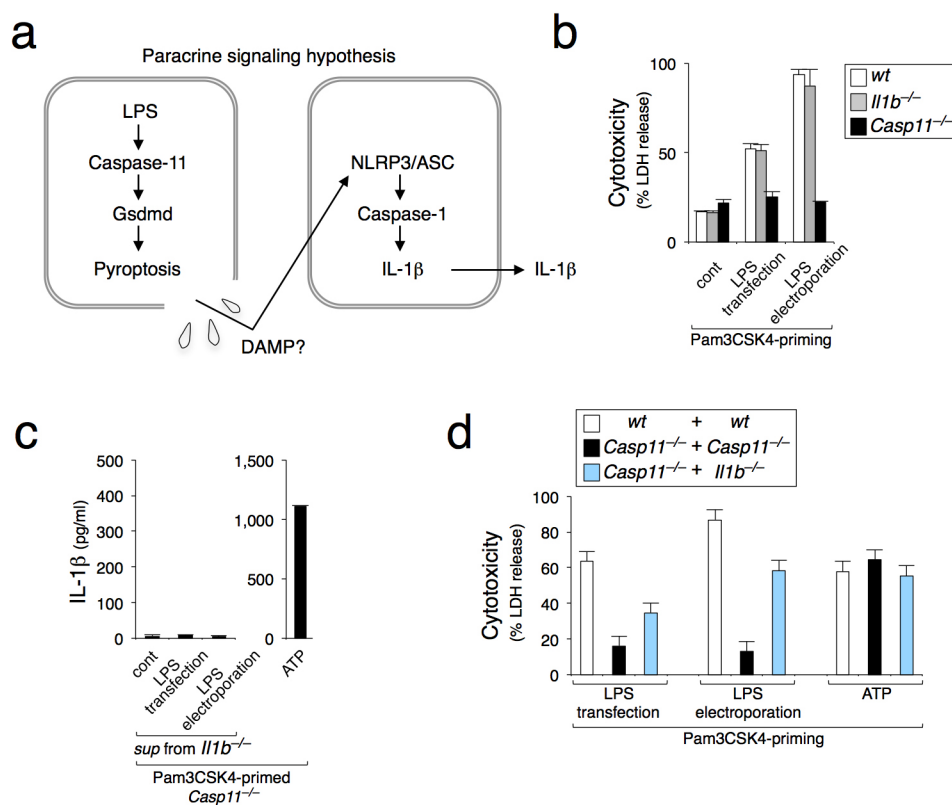 a
Paracrine signaling hypothesis
LPS
Caspase-11
Gsdmd
Pyroptosis
NLRP3/ASC
Caspase-1
IL-1β
IL-1β
DAMP?
b
100
50
0
Cytotoxicity
(% LDH release)
wt
Il1b–/–
Casp11–/–
cont
LPS
transfection
LPS
electroporation
Pam3CSK4-priming
c
IL-1β (pg/ml)
500
400
300
200
100
0
1,500
1,000
500
0
cont
LPS
transfection
LPS
electroporation
ATP
sup from Il1b–/–
Pam3CSK4-primed
Casp11–/–
d
wt + wt
Casp11–/– + Casp11–/–
Casp11–/– + Il1b–/–
Cytotoxicity
(% LDH release)
100
80
60
40
20
0
LPS
transfection
LPS
electroporation
ATP
Pam3CSK4-priming